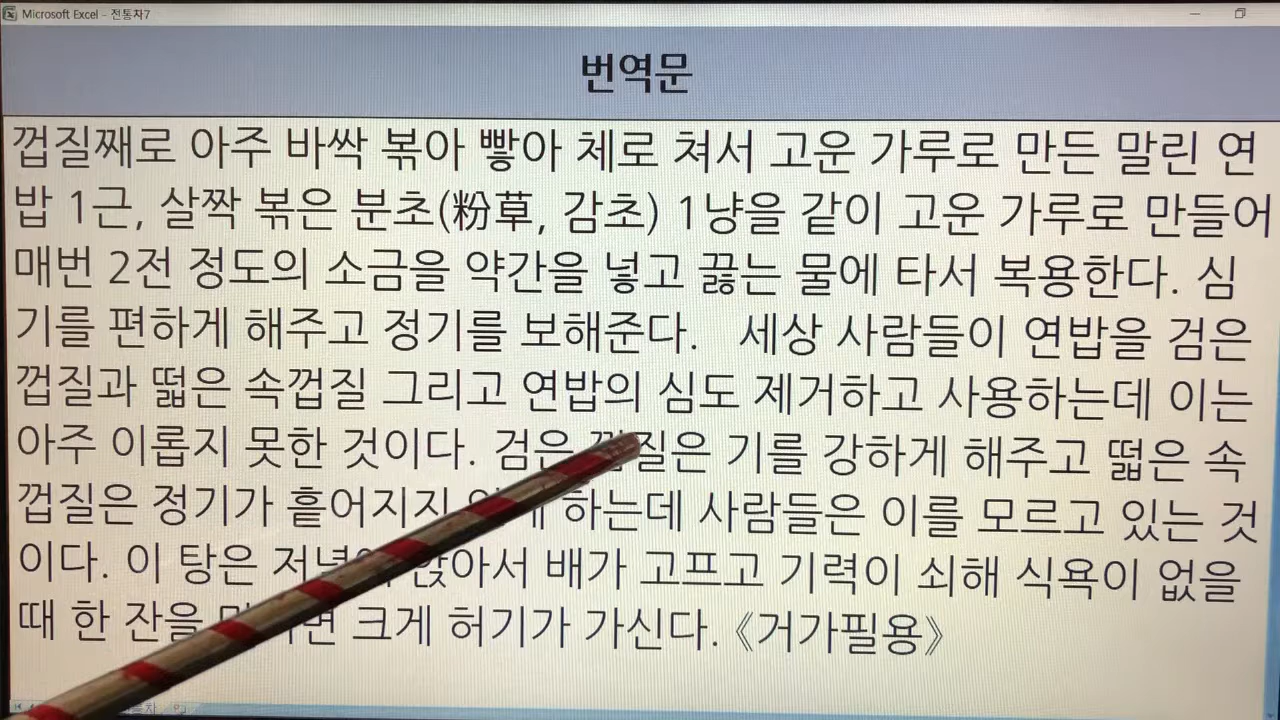 Microsoft Excel - 전통차7
번역문
껍질째로 아주 바싹 볶아 빻아 체로 쳐서 고운 가루로 만든 말린 연
밥 1근, 살짝 볶은 분초(粉草, 감초) 1냥을 같이 고운 가루로 만들어
매번 2전 정도의 소금을 약간을 넣고 끓는 물에 타서 복용한다. 심
기를 편하게 해주고 정기를 보해준다. 세상 사람들이 연밥을 검은
껍질과 떫은 속껍질 그리고 연밥의 심도 제거하고 사용하는데 이는
아주 이롭지 못한 것이다. 검은 껍질은 기를 강하게 해주고 떫은 속
껍질은 정기가 흩어지지 하는데 사람들은 이를 모르고 있는 것
이다. 이 탕은 저녁에 앉아서 배가 고프고 기력이 쇠해 식욕이 없을
때 한 잔을 크게 허기가 가신다.《거가필용》